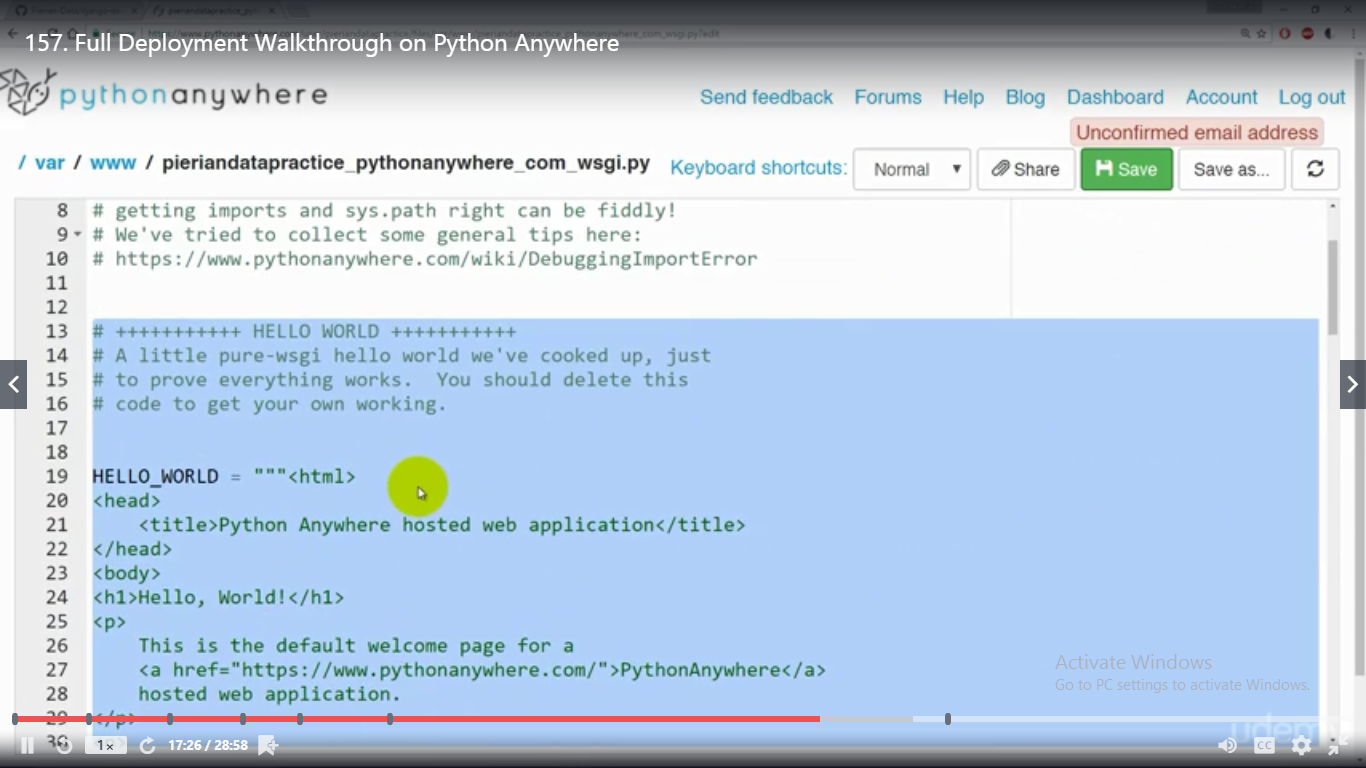 157. Full Deployment Walkthrough on Python Anywhere
pythonanywhere
Send feedback Forums Help Blog Dashboard Account Log out
Unconfirmed email address
/ var / www / pieriandatapractice_pythonanywhere_com_wsgi.py Keyboard shortcuts: Normal Share Save Save as...
8 # getting imports and sys.path right can be fiddly!
9 # We've tried to collect some general tips here:
10 # https://www.pythonanywhere.com/wiki/DebuggingImportError
11
12
13 # +++++++++++ HELLO WORLD +++++++++++
14 # A little pure-wsgi hello world we've cooked up, just
15 # to prove everything works.  You should delete this
16 # code to get your own working.
17
18
19 HELLO_WORLD = """<html>
20 <head>
21     <title>Python Anywhere hosted web application</title>
22 </head>
23 <body>
24 <h1>Hello, World!</h1>
25 <p>
26     This is the default welcome page for a
27     <a href="https://www.pythonanywhere.com/">PythonAnywhere</a>
28     hosted web application.
29 </p>
30
Activate Windows
Go to PC settings to activate Windows.
udemy
1x 17:26 / 28:58 CC